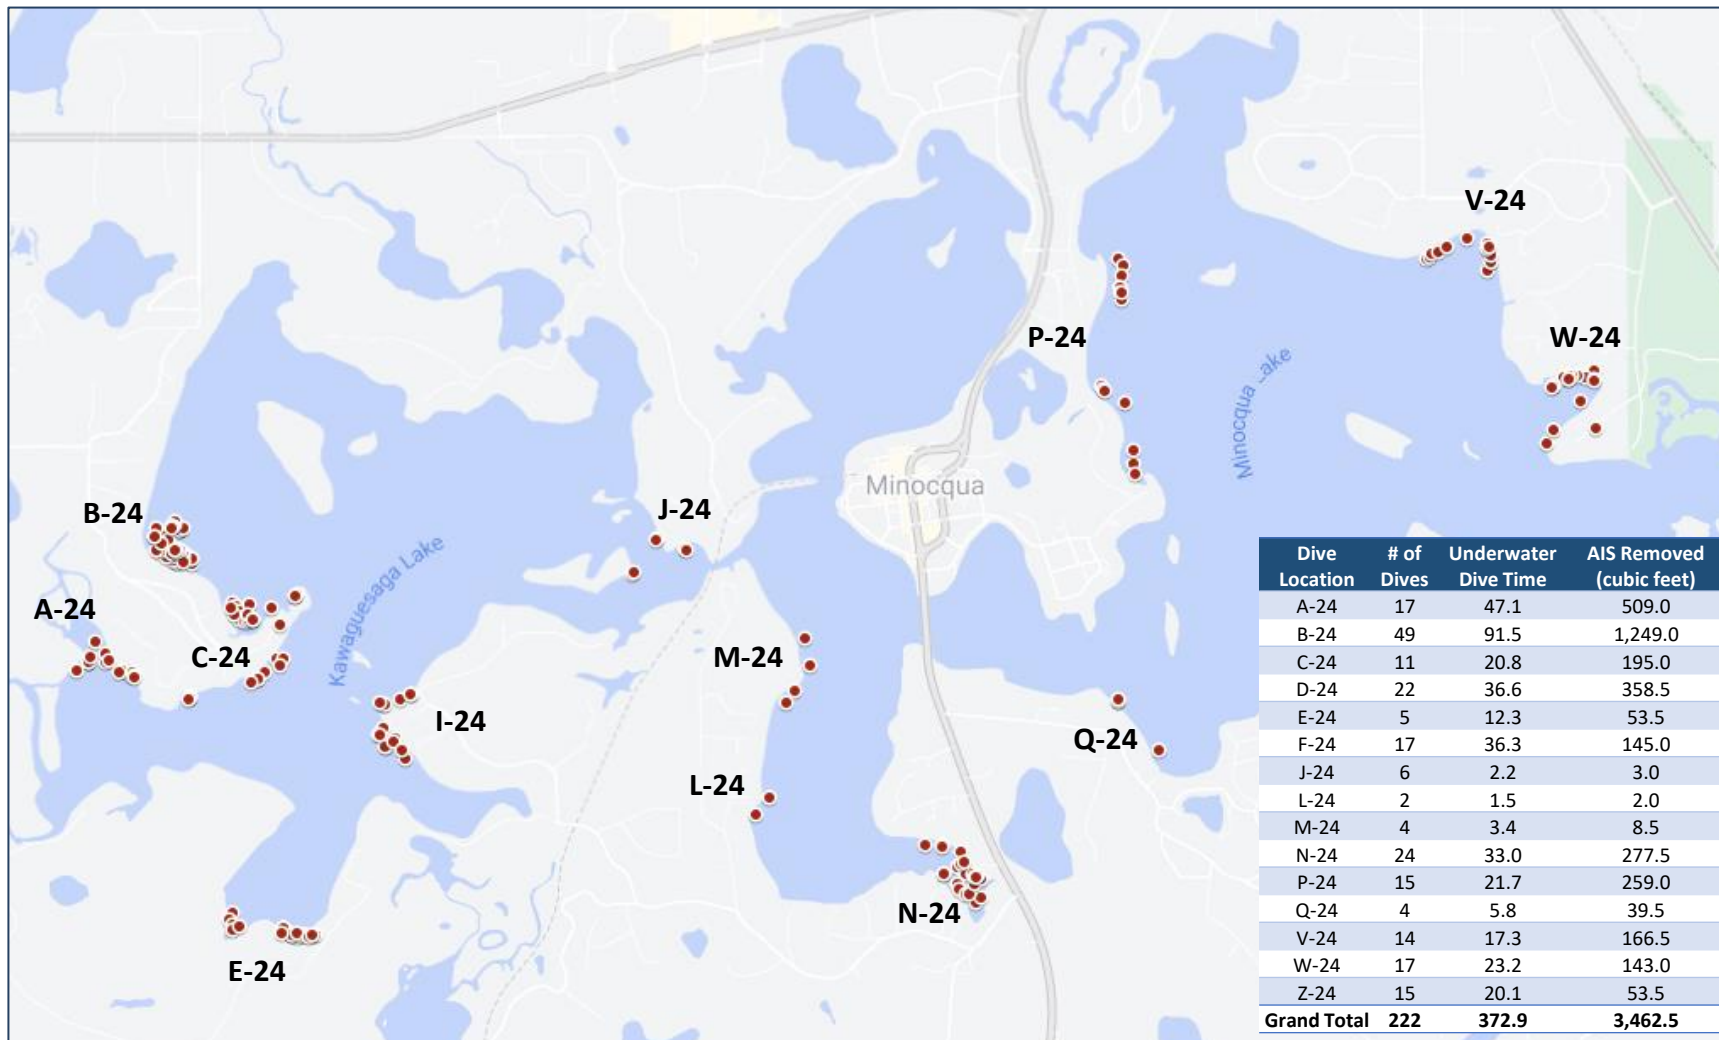 V-24
P-24
W-24
Minocqua Lake
Minocqua
B-24
J-24
Kawaguesaga Lake
A-24
C-24
M-24
I-24
Q-24
L-24
N-24
E-24
Dive Location # of Dives Underwater Dive Time AIS Removed (cubic feet)
A-24 17 47.1 509.0
B-24 49 91.5 1,249.0
C-24 11 20.8 195.0
D-24 22 36.6 358.5
E-24 5 12.3 53.5
F-24 17 36.3 145.0
J-24 6 2.2 3.0
L-24 2 1.5 2.0
M-24 4 3.4 8.5
N-24 24 33.0 277.5
P-24 15 21.7 259.0
Q-24 4 5.8 39.5
V-24 14 17.3 166.5
W-24 17 23.2 143.0
Z-24 15 20.1 53.5
Grand Total 222 372.9 3,462.5